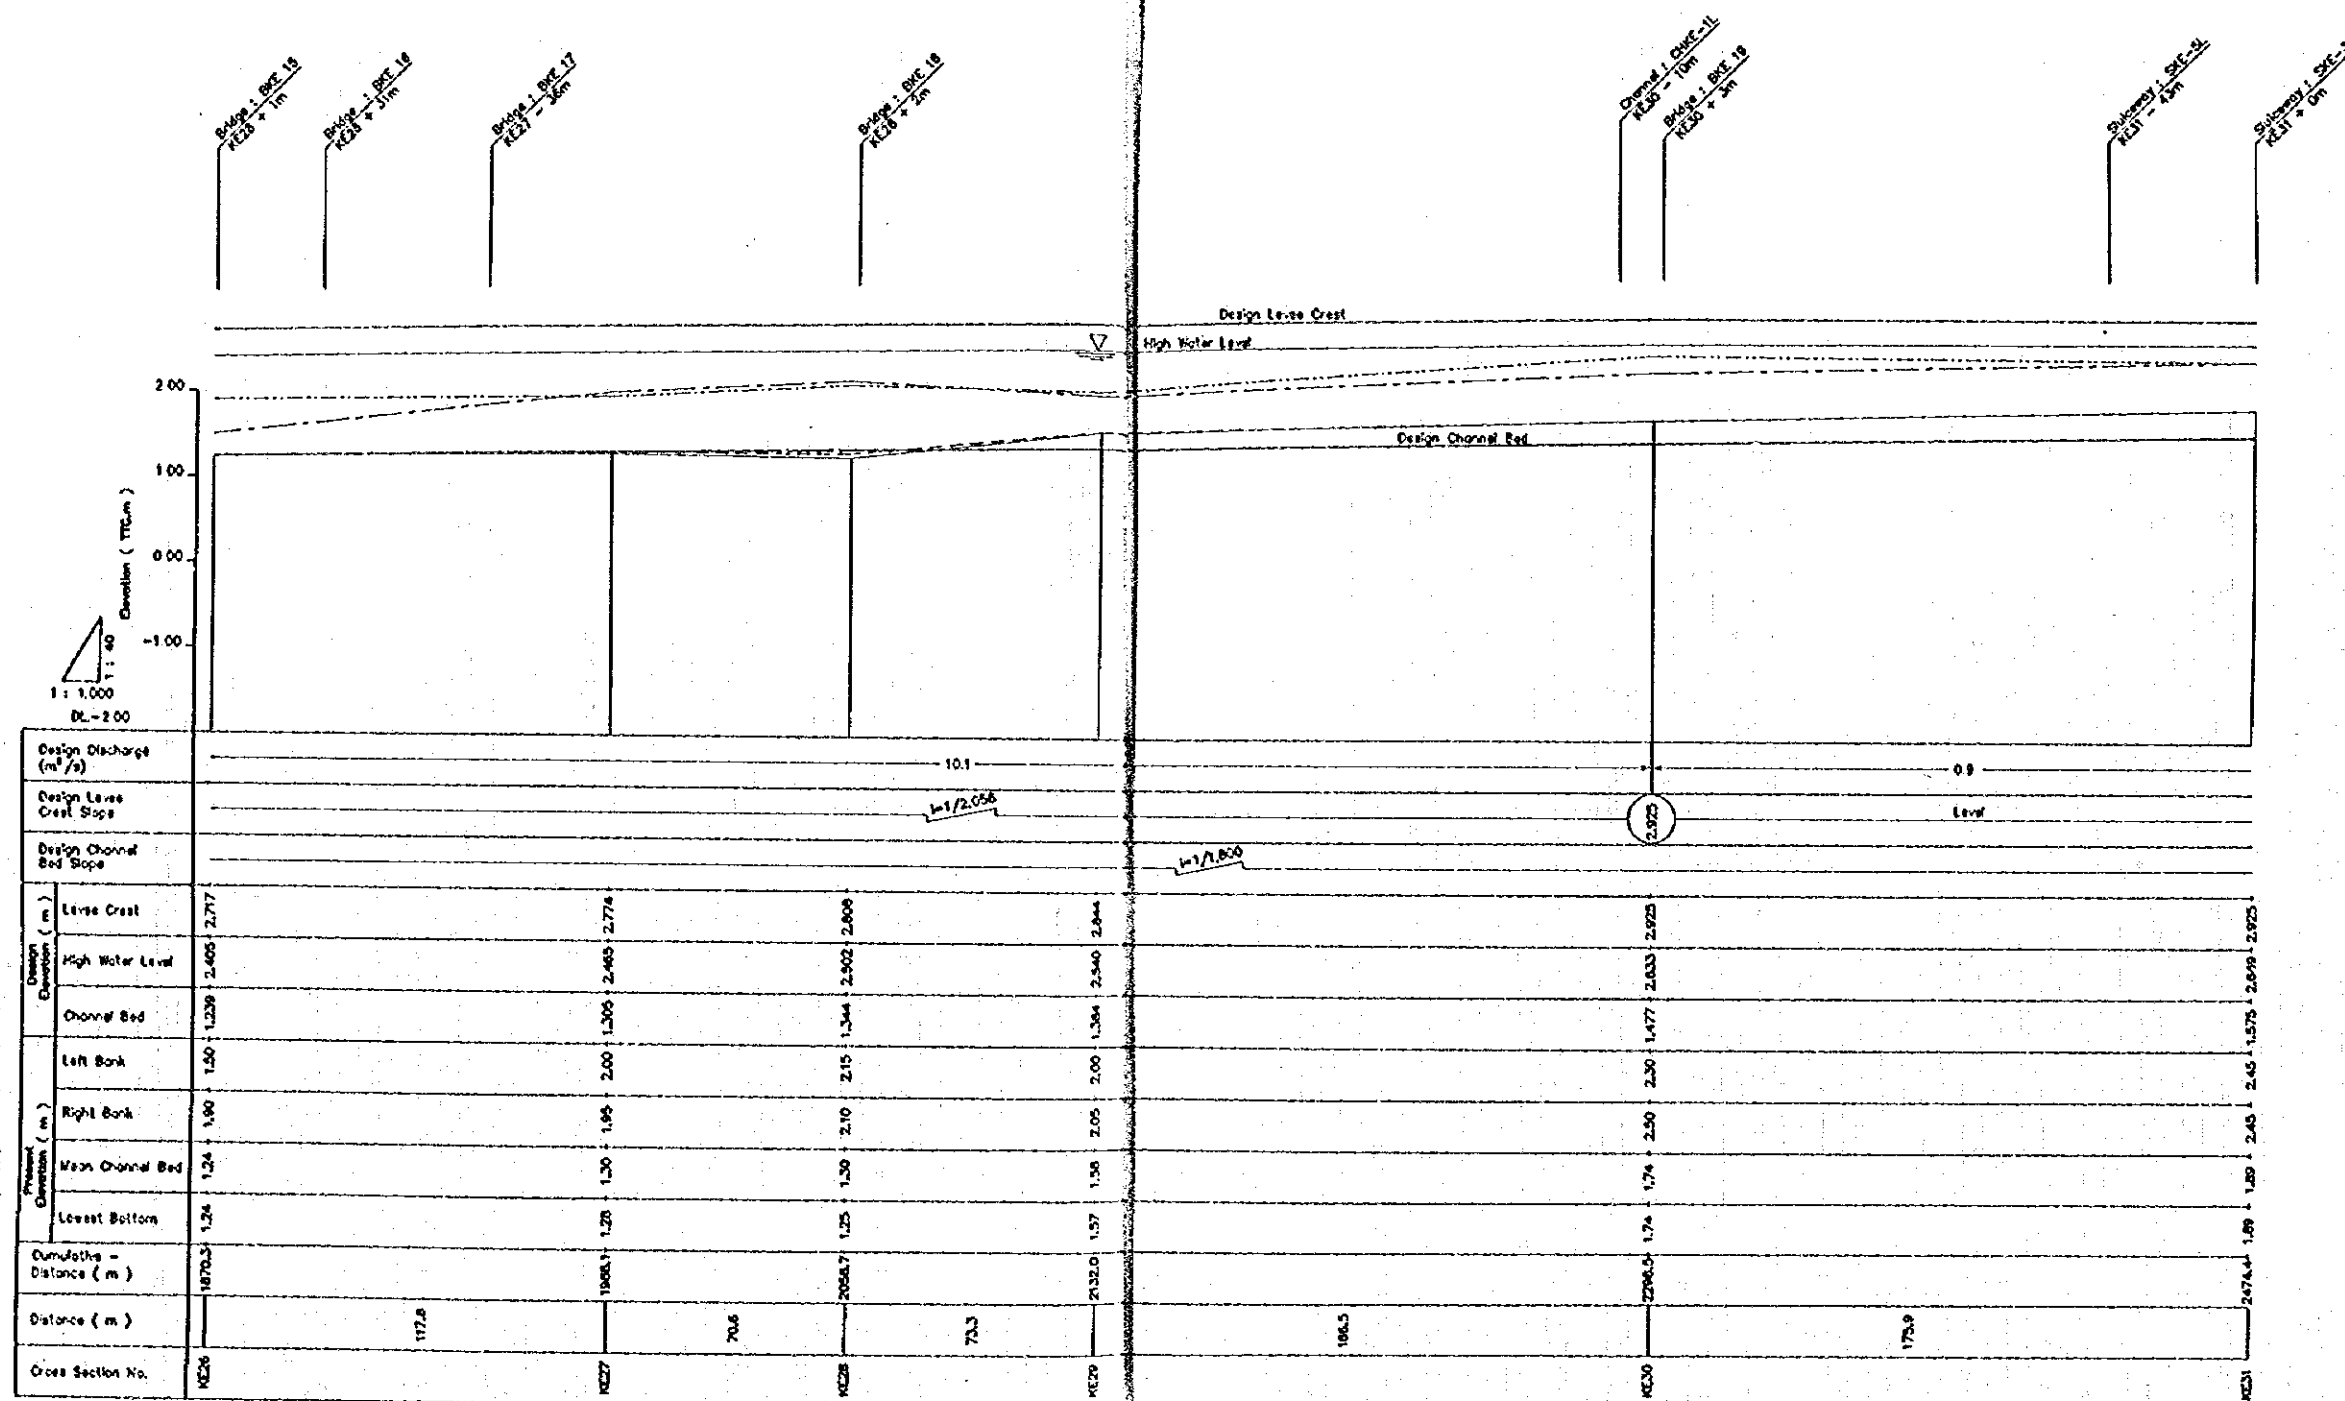 Bridge : BKE 15
KE26 + 1m
Bridge : BKE 16
KE26 + 31m
Bridge : BKE 17
KE27 - 36m
Bridge : BKE 18
KE28 + 2m
Channel : CHKE-1L
KE30 - 10m
Bridge : BKE 19
KE30 + 3m
Sluiceway : SKE-5L
KE31 - 43m
Sluiceway : SKE-
KE31 + 0m
Design Levee Crest
High Water Level
Design Channel Bed
Elevation ( TTG.m )
2.00
1.00
0.00
-1.00
1 : 40
1 : 1,000
DL-2.00
Design Discharge (m³/s) 10.1 0.9
Design Levee Crest Slope I=1/2,056 2.925 Level
Design Channel Bed Slope I=1/1,800
Design Elevation ( m )
Levee Crest 2.717 2.774 2.808 2.844 2.925 2.925
High Water Level 2.405 2.465 2.502 2.540 2.633 2.649
Channel Bed 1.239 1.305 1.344 1.384 1.477 1.575
Present Elevation ( m )
Left Bank 1.50 2.00 2.15 2.00 2.30 2.45
Right Bank 1.90 1.95 2.10 2.05 2.50 2.45
Mean Channel Bed 1.24 1.30 1.30 1.58 1.74 1.89
Lowest Bottom 1.24 1.28 1.25 1.57 1.74 1.89
Cumulative - Distance ( m ) 1870.3 2058.7 2132.0 2474.4
Distance ( m ) 117.8 70.6 73.3 166.5 175.9
Cross Section No. KE26 KE27 KE28 KE29 KE30 KE31